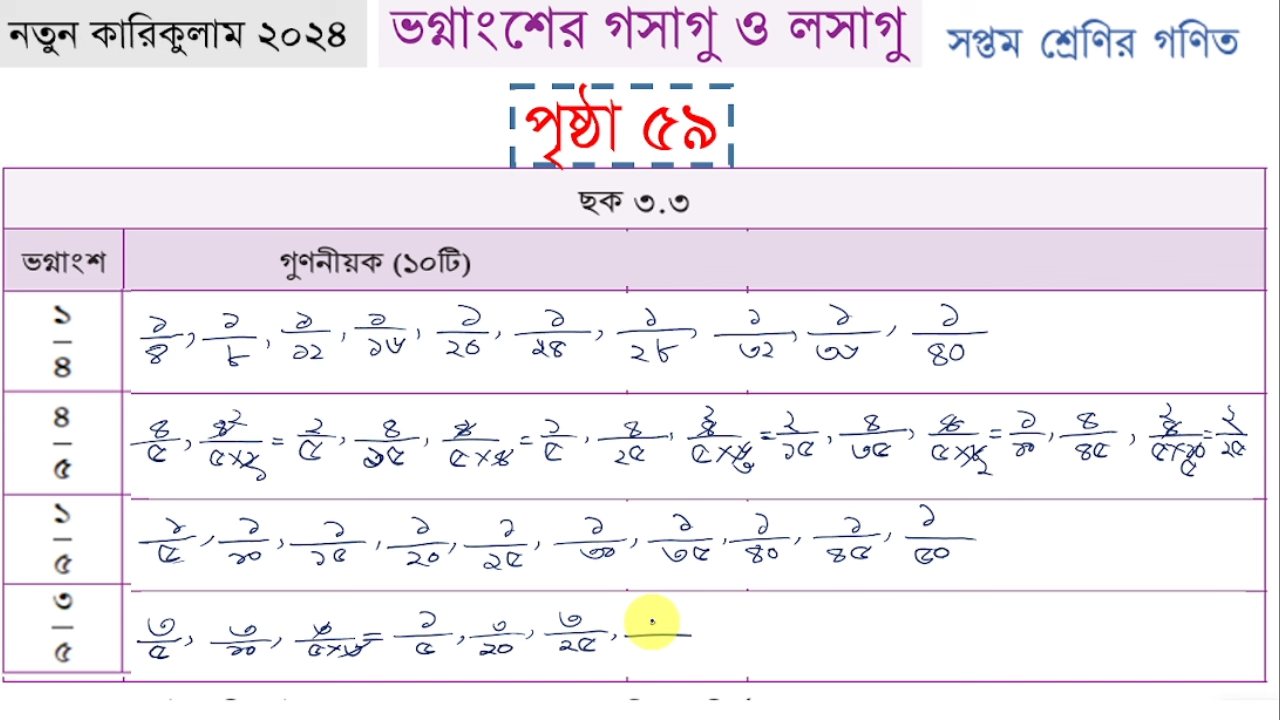 নতুন কারিকুলাম ২০২৪ ভগ্নাংশের গসাগু ও লসাগু সপ্তম শ্রেণির গণিত
পৃষ্ঠা ৫৯
ছক ৩.৩
ভগ্নাংশ গুণনীয়ক (১০টি)
১/৪ ১/৪, ১/৮, ১/১২, ১/১৬, ১/২০, ১/২৪, ১/২৮, ১/৩২, ১/৩৬, ১/৪০
৪/৫ ৪/৫, ৪/৫×২ = ২/৫, ৪/১৫, ৪/৫×৪ = ১/৫, ৪/২৫, ৪/৫×৬ = ২/১৫, ৪/৩৫, ৪/৫×৮ = ১/১০, ৪/৪৫, ৪/৫×১০ = ২/২৫
১/৫ ১/৫, ১/১০, ১/১৫, ১/২০, ১/২৫, ১/৩০, ১/৩৫, ১/৪০, ১/৪৫, ১/৫০
৩/৫ ৩/৫, ৩/১০, ৩/৫×৩ = ১/৫, ৩/২০, ৩/২৫,